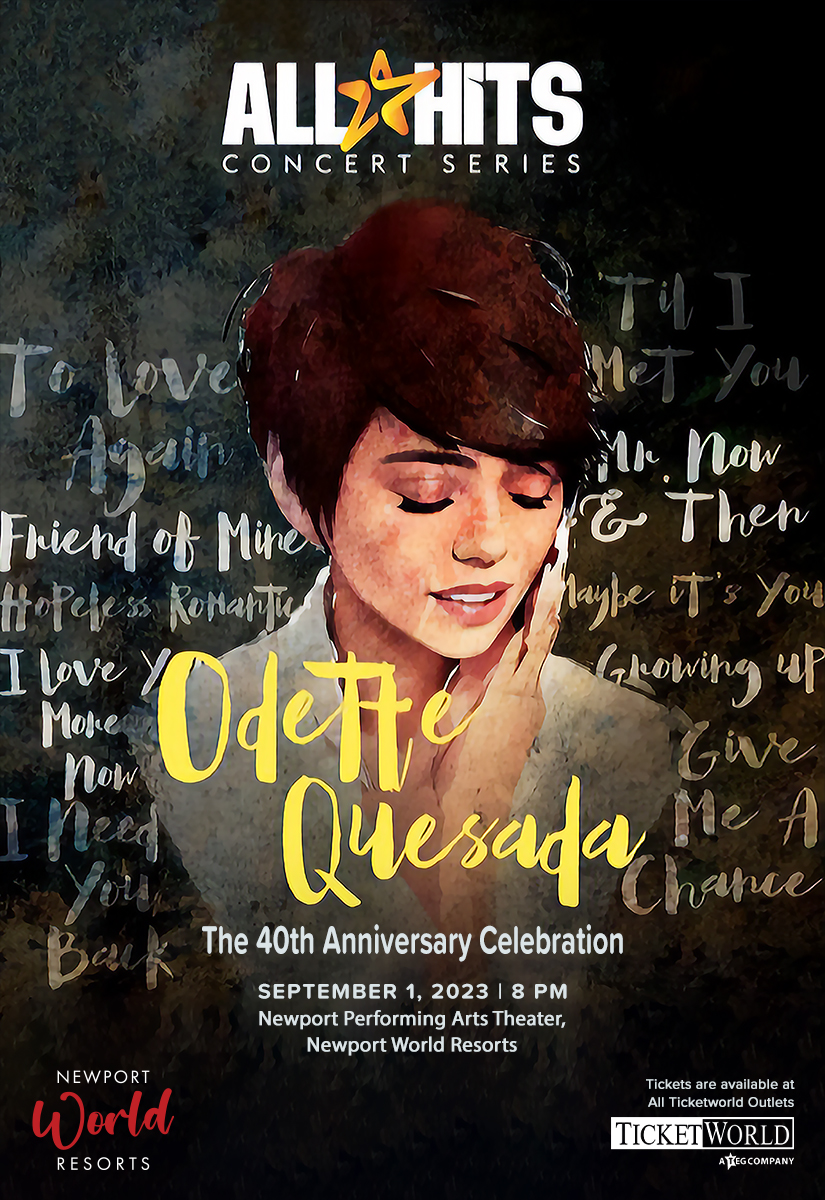 ALL HiTS
CONCERT SERIES
To Love
Again
Friend of Mine
Hopeless Romantic
I love Y
More
Now
I Need
You
Back
'Til I
Met You
Mr. Now
& Then
Maybe it's You
Growing up
Give
Me A
Chance
Odette
Quesada
The 40th Anniversary Celebration
SEPTEMBER 1, 2023 | 8 PM
Newport Performing Arts Theater,
Newport World Resorts
NEWPORT
World
RESORTS
Tickets are available at
All Ticketworld Outlets
TICKETWORLD
A TEG COMPANY